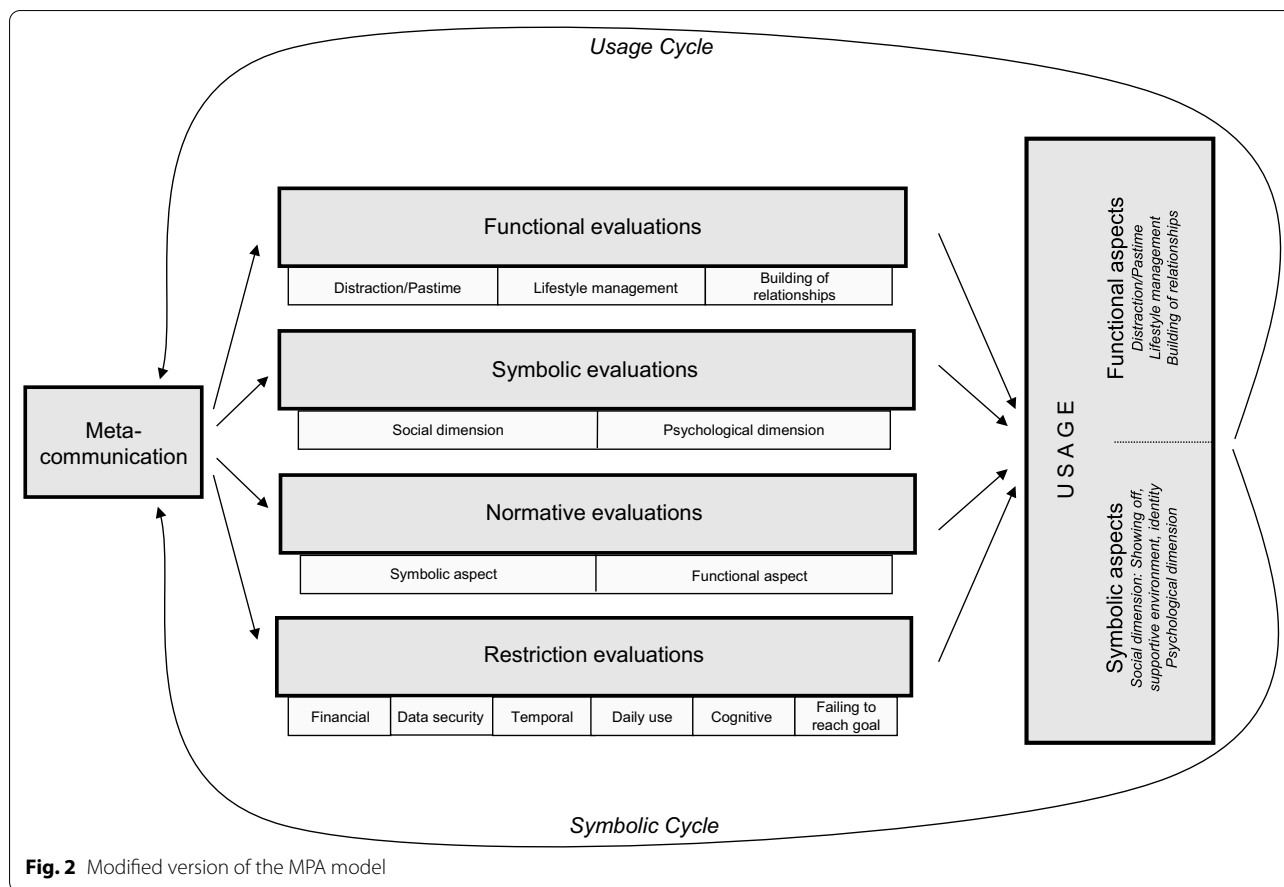 Usage Cycle
Functional evaluations
Distraction/Pastime
Lifestyle management
Building of
relationships
Symbolic evaluations
Social dimension
Psychological dimension
Meta-
communication
Normative evaluations
Symbolic aspect
Functional aspect
Restriction evaluations
Financial
Data security
Temporal
Daily use
Cognitive
Failing to
reach goal
USAGE
Functional aspects
Distraction/Pastime
Lifestyle management
Building of relationships
Symbolic aspects
Social dimension: Showing off,
supportive environment, identity
Psychological dimension
Symbolic Cycle
Fig. 2 Modified version of the MPA model